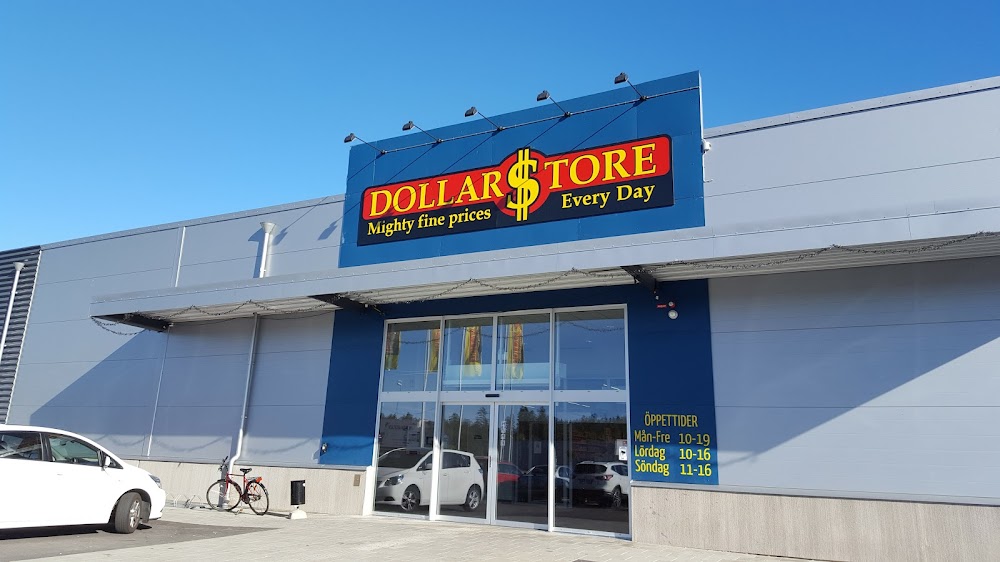 DOLLAR$TORE
Mighty fine prices Every Day
ÖPPETTIDER
Mån-Fre 10-19
Lördag 10-16
Söndag 11-16